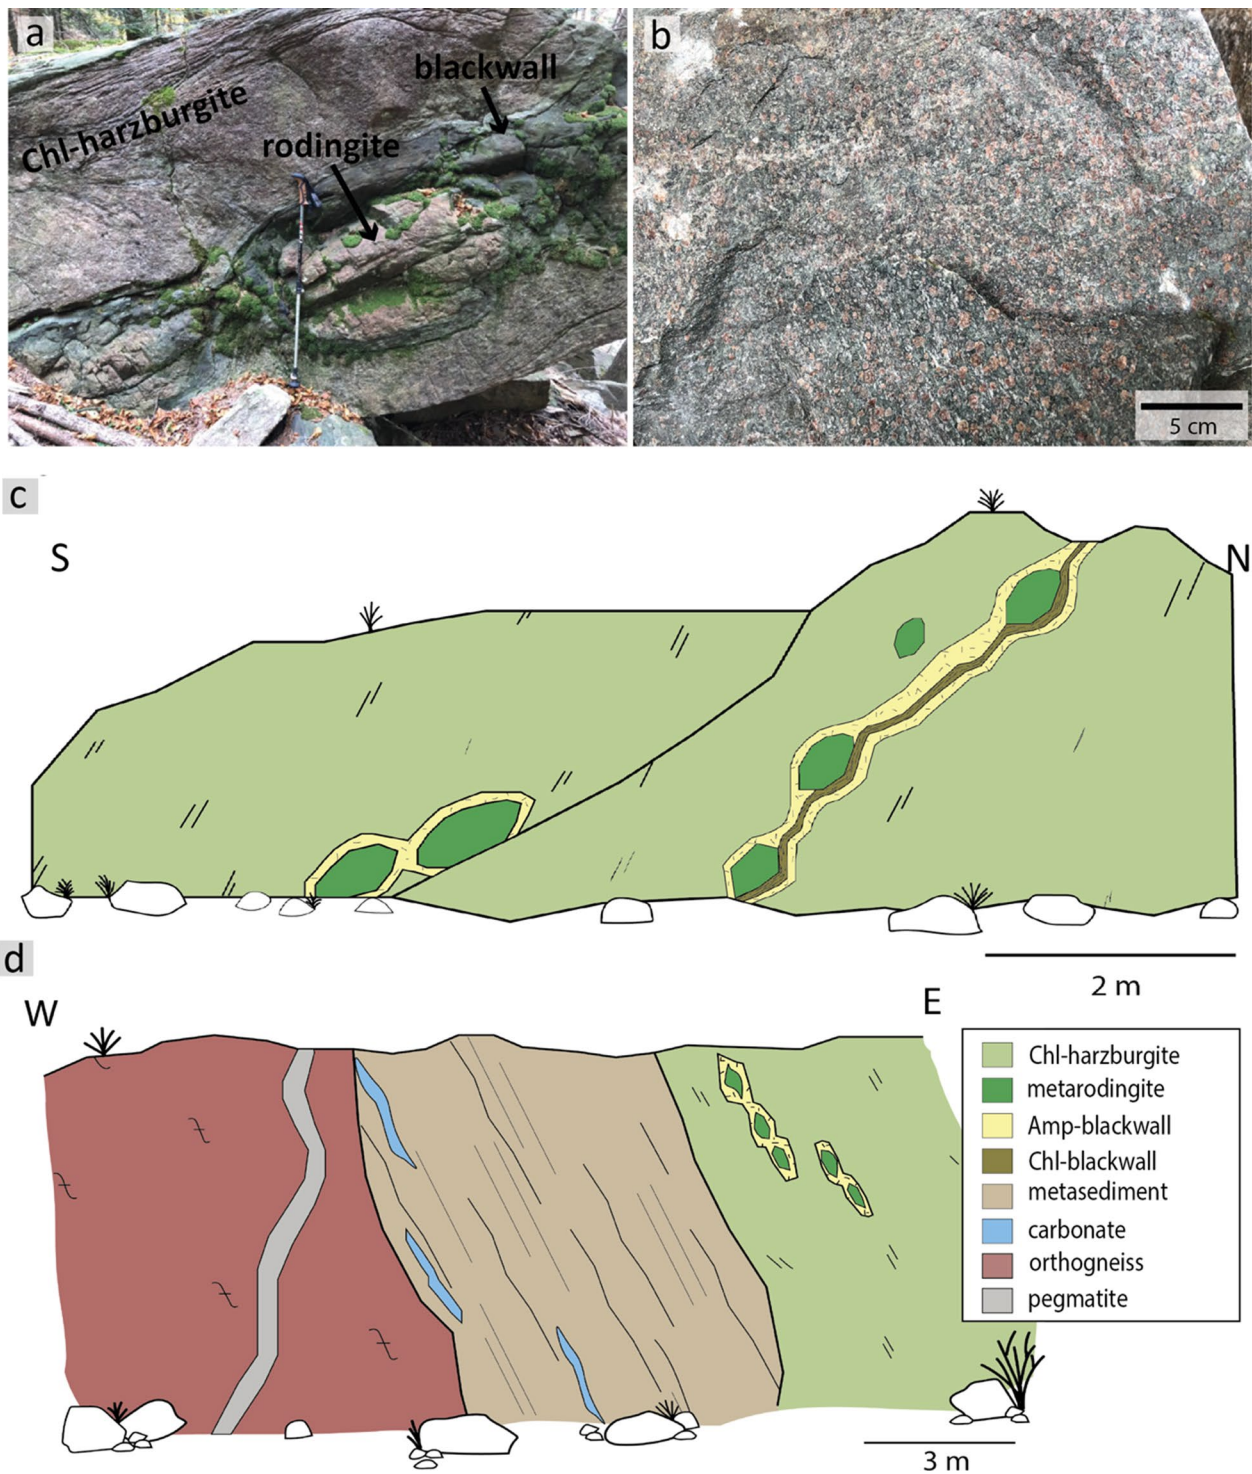 a
blackwall
Chl-harzburgite
rodingite
b
5 cm
c
S
N
2 m
d
W
E
Chl-harzburgite
metarodingite
Amp-blackwall
Chl-blackwall
metasediment
carbonate
orthogneiss
pegmatite
3 m